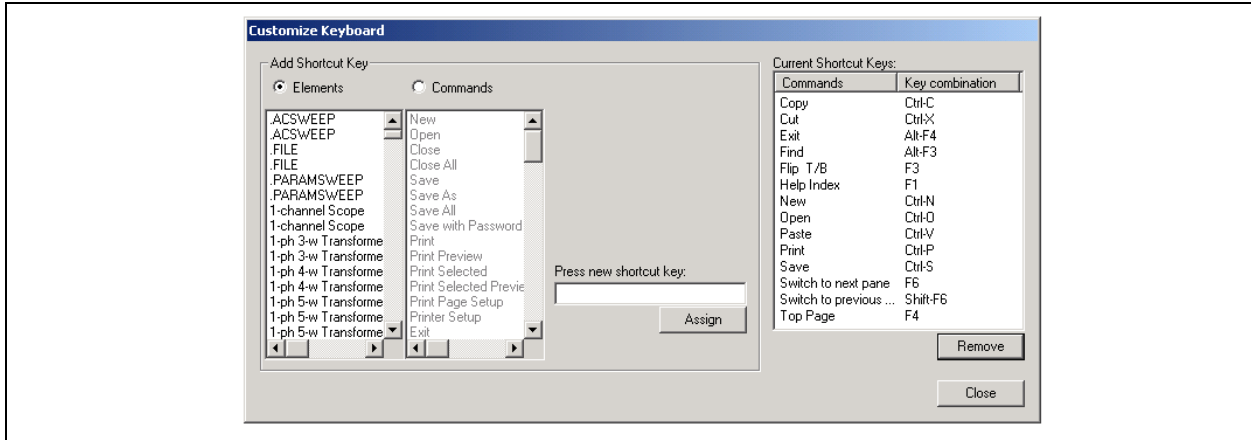 Customize Keyboard
Add Shortcut Key
Elements
Commands
.ACSWEEP
.ACSWEEP
.FILE
.FILE
.PARAMSWEEP
.PARAMSWEEP
1-channel Scope
1-channel Scope
1-ph 3-w Transforme
1-ph 3-w Transforme
1-ph 4-w Transforme
1-ph 4-w Transforme
1-ph 5-w Transforme
1-ph 5-w Transforme
1-ph 5-w Transforme
New
Open
Close
Close All
Save
Save As
Save All
Save with Password
Print
Print Preview
Print Selected
Print Selected Previe
Print Page Setup
Printer Setup
Exit
Press new shortcut key:
Assign
Current Shortcut Keys:
Commands Key combination
Copy Ctrl-C
Cut Ctrl-X
Exit Alt-F4
Find Alt-F3
Flip T/B F3
Help Index F1
New Ctrl-N
Open Ctrl-O
Paste Ctrl-V
Print Ctrl-P
Save Ctrl-S
Switch to next pane F6
Switch to previous ... Shift-F6
Top Page F4
Remove
Close